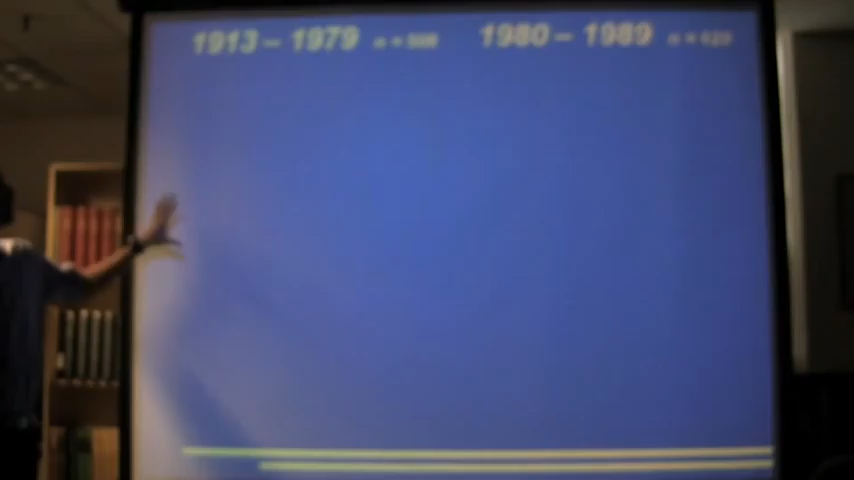 1913 – 1979 n = 1980 – 1989 n =